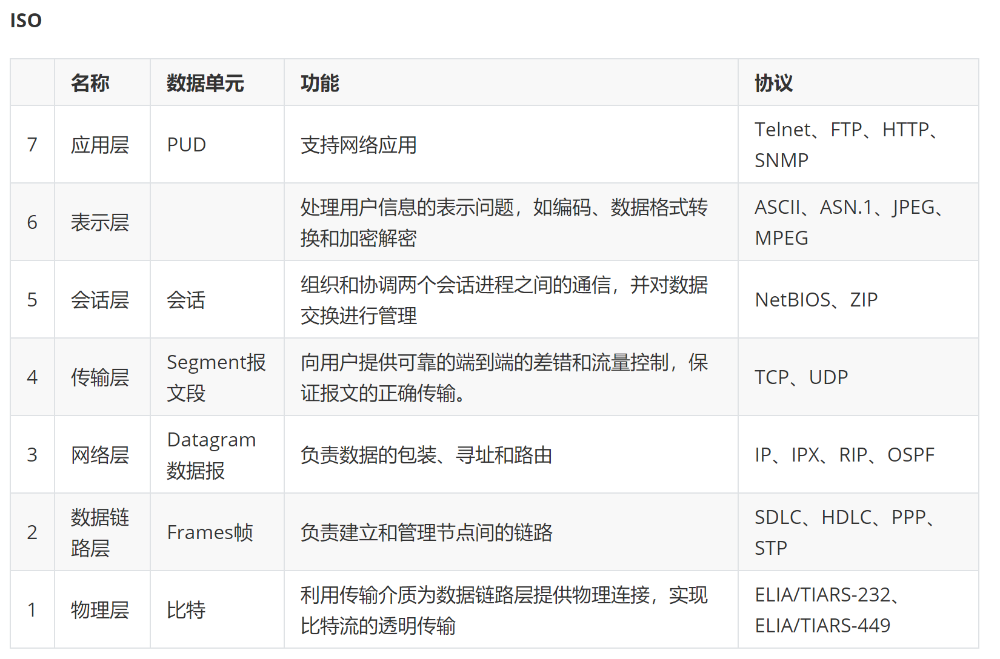 ISO
名称 数据单元 功能 协议
7 应用层 PUD 支持网络应用 Telnet、FTP、HTTP、
SNMP
6 表示层 处理用户信息的表示问题，如编码、数据格式转 ASCII、ASN.1、JPEG、
换和加密解密 MPEG
5 会话层 会话 组织和协调两个会话进程之间的通信，并对数据 NetBIOS、ZIP
交换进行管理
4 传输层 Segment报 向用户提供可靠的端到端的差错和流量控制，保 TCP、UDP
文段 证报文的正确传输。
3 网络层 Datagram 负责数据的包装、寻址和路由 IP、IPX、RIP、OSPF
数据报
2 数据链 Frames帧 负责建立和管理节点间的链路 SDLC、HDLC、PPP、
路层 STP
1 物理层 比特 利用传输介质为数据链路层提供物理连接，实现 ELIA/TIARS-232、
比特流的透明传输 ELIA/TIARS-449